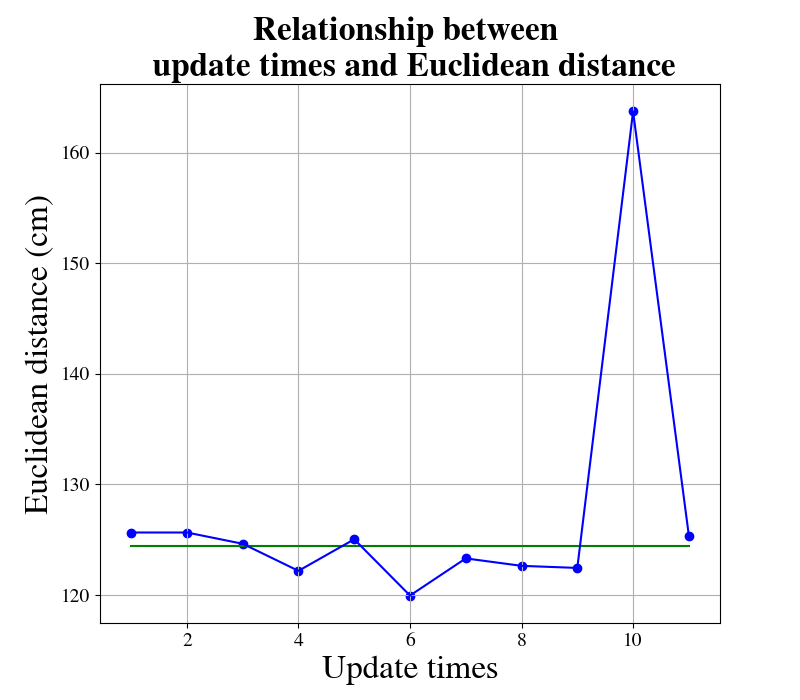 Relationship between
update times and Euclidean distance
Euclidean distance (cm)
160
150
140
130
120
2 4 6 8 10
Update times